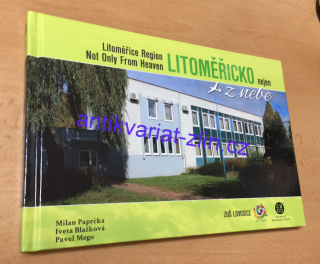 Litoměřice Region
Not Only From Heaven
LITOMĚŘICKO nejen
z nebe
antikvariat-zlin.cz
Milan Paprčka
Iveta Blažková
Pavel Mego
ZUŠ LOVOSICE